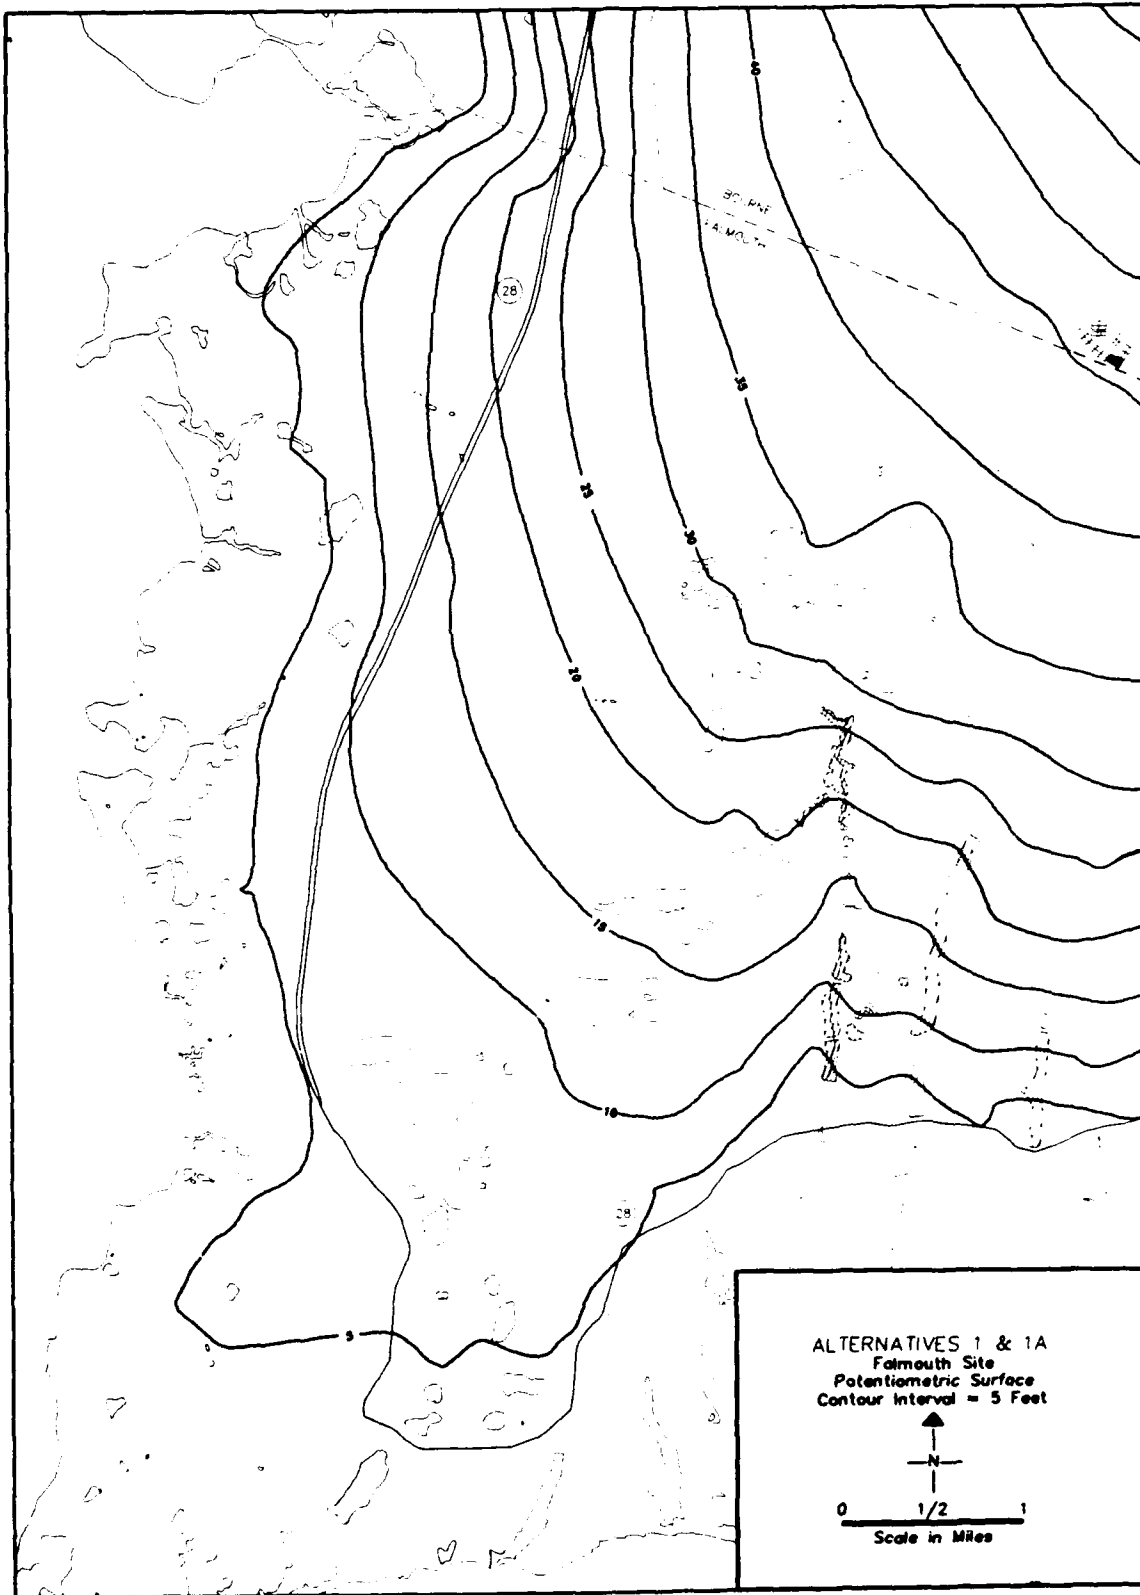 40
BOURNE
FALMOUTH
28
35
25
30
20
15
10
28
5
ALTERNATIVES 1 & 1A
Falmouth Site
Potentiometric Surface
Contour Interval = 5 Feet
N
0 1/2 1
Scale in Miles